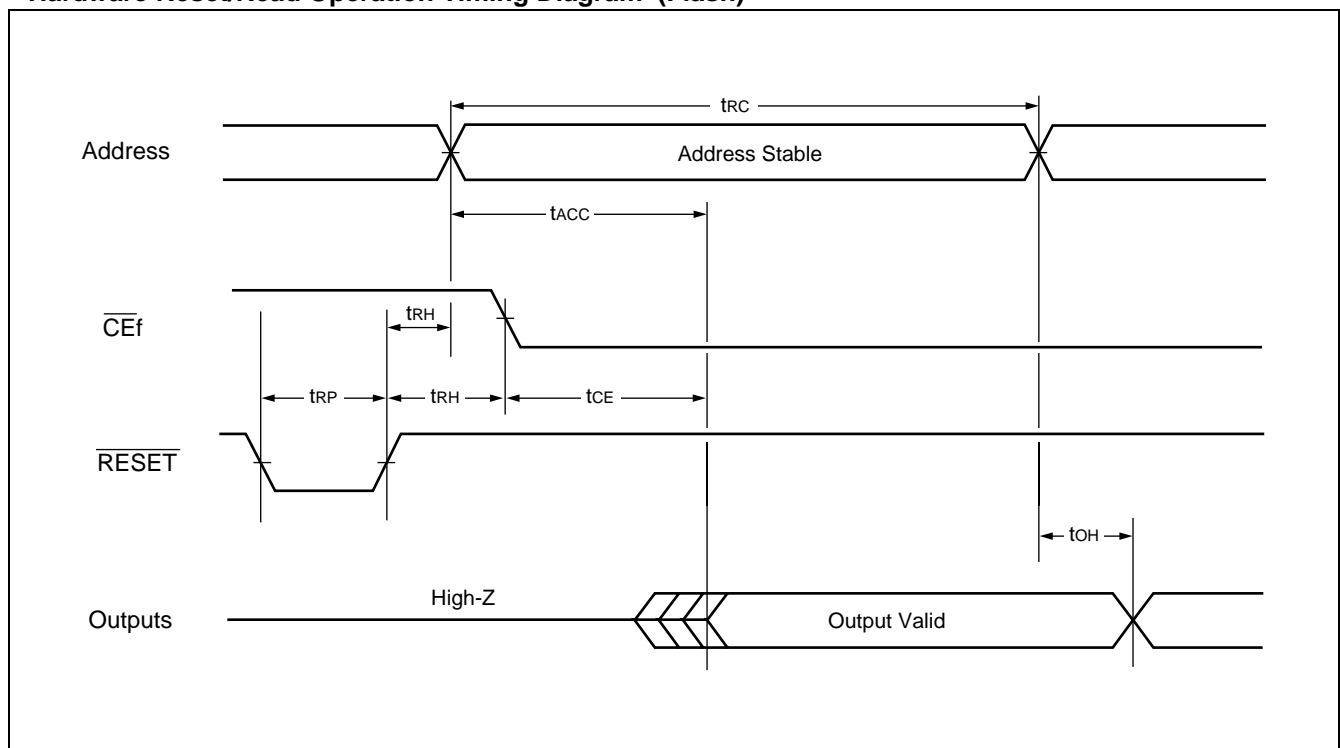 Hardware Reset/Read Operation Timing Diagram (Flash)
tRC
Address
Address Stable
tACC
CEf
tRH
tRP
tRH
tCE
RESET
tOH
High-Z
Outputs
Output Valid